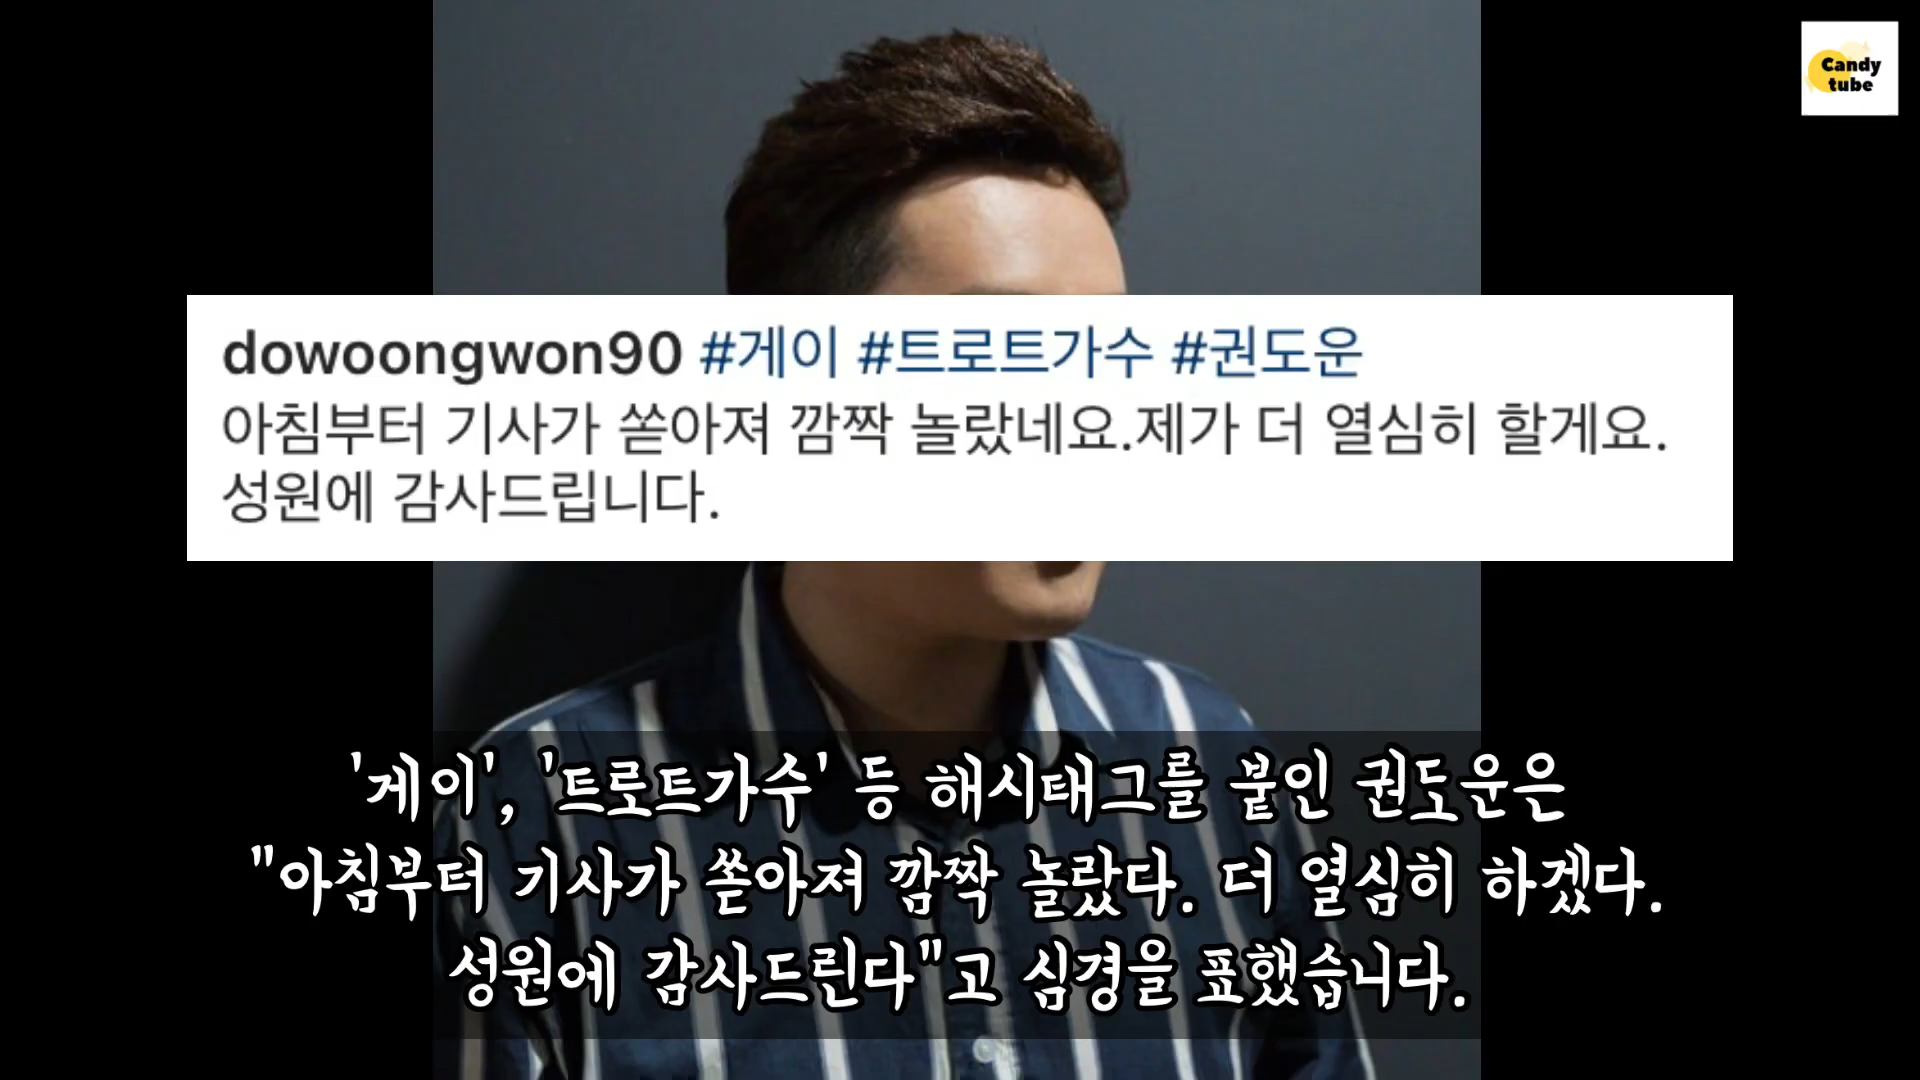 Candy
tube
dowoongwon90 #게이 #트로트가수 #권도운
아침부터 기사가 쏟아져 깜짝 놀랐네요.제가 더 열심히 할게요.
성원에 감사드립니다.
'게이', '트로트가수' 등 해시태그를 붙인 권도운은
"아침부터 기사가 쏟아져 깜짝 놀랐다. 더 열심히 하겠다.
성원에 감사드린다"고 심경을 표했습니다.